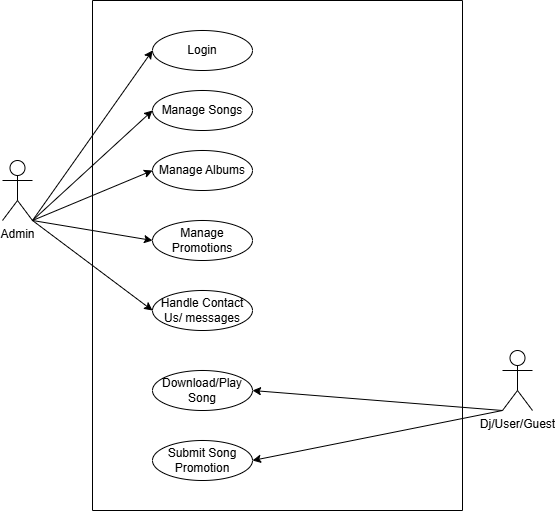 Login
Manage Songs
Manage Albums
Admin
Manage
Promotions
Handle Contact
Us/ messages
Download/Play
Song
Dj/User/Guest
Submit Song
Promotion